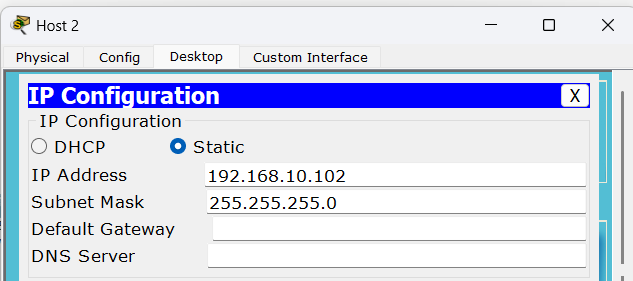 Host 2
Physical Config Desktop Custom Interface
IP Configuration X
IP Configuration
DHCP Static
IP Address 192.168.10.102
Subnet Mask 255.255.255.0
Default Gateway
DNS Server